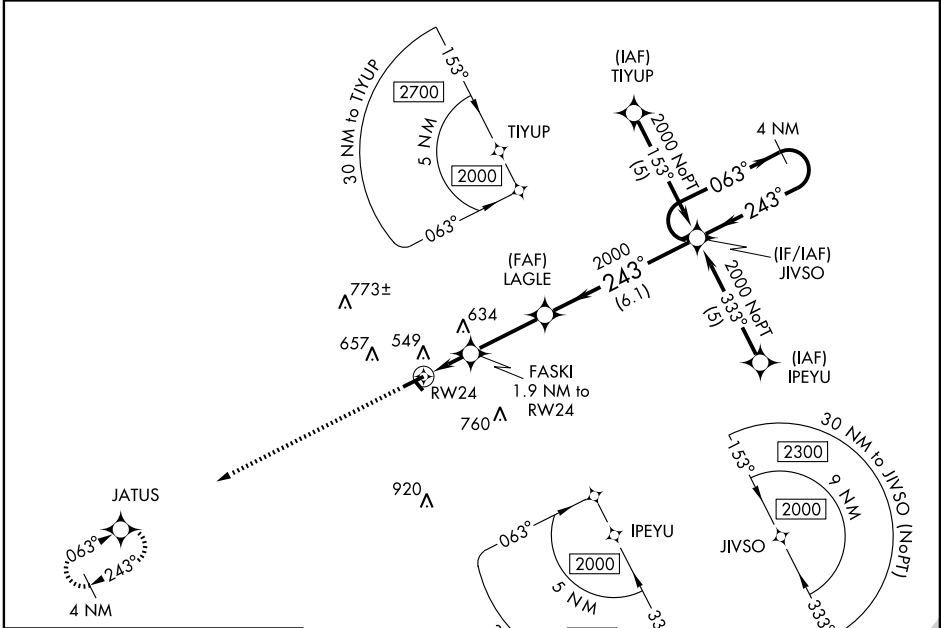 (IAF)
TIYUP
2000 NoPT
153°
(5)
4 NM
063°
243°
30 NM to TIYUP
153°
2700
5 NM
TIYUP
2000
063°
(FAF)
LAGLE
2000
243°
(6.1)
(IF/IAF)
JIVSO
2000 NoPT
333°
(5)
(IAF)
IPEYU
773±
634
657
549
RW24
FASKI
1.9 NM to
RW24
760
920
JATUS
063°
243°
4 NM
063°
IPEYU
2000
5 NM
30 NM to JIVSO (NoPT)
153°
2300
9 NM
2000
JIVSO
333°